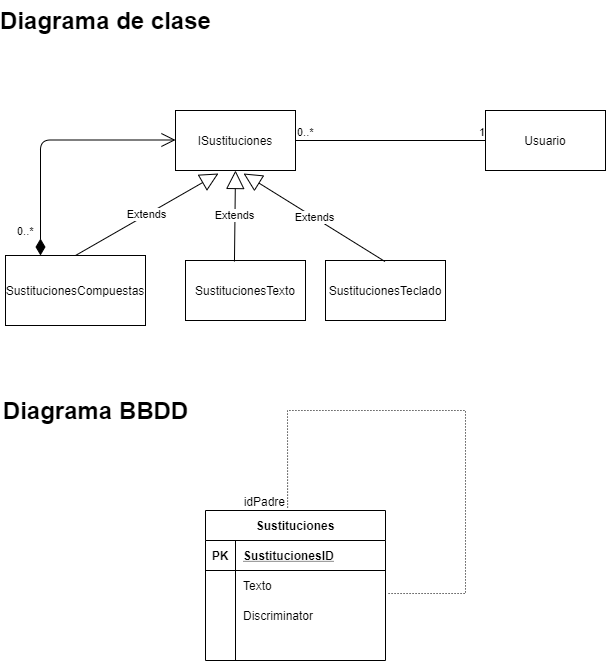 Diagrama de clase
ISustituciones
0..*
1
Usuario
0..*
Extends
Extends
Extends
SustitucionesCompuestas
SustitucionesTexto
SustitucionesTeclado
Diagrama BBDD
idPadre
Sustituciones
PK SustitucionesID
Texto
Discriminator